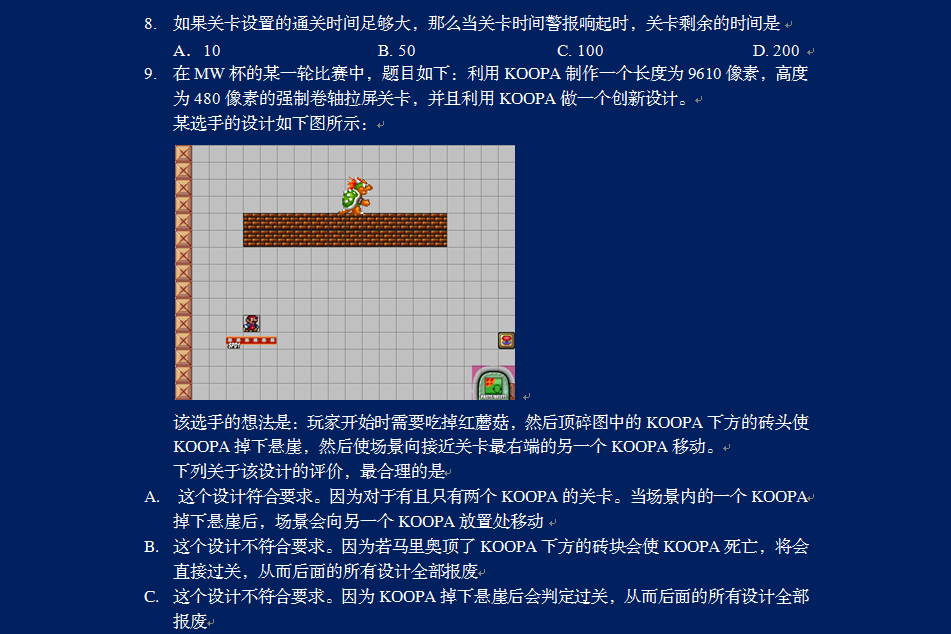 8. 如果关卡设置的通关时间足够大，那么当关卡时间警报响起时，关卡剩余的时间是
A. 10 B. 50 C. 100 D. 200
9. 在 MW 杯的某一轮比赛中，题目如下：利用 KOOPA 制作一个长度为 9610 像素，高度
为 480 像素的强制卷轴拉屏关卡，并且利用 KOOPA 做一个创新设计。
某选手的设计如下图所示：
该选手的想法是：玩家开始时需要吃掉红蘑菇，然后顶碎图中的 KOOPA 下方的砖头使
KOOPA 掉下悬崖，然后使场景向接近关卡最右端的另一个 KOOPA 移动。
下列关于该设计的评价，最合理的是
A. 这个设计符合要求。因为对于有且只有两个 KOOPA 的关卡。当场景内的一个 KOOPA
掉下悬崖后，场景会向另一个 KOOPA 放置处移动
B. 这个设计不符合要求。因为若马里奥顶了 KOOPA 下方的砖块会使 KOOPA 死亡，将会
直接过关，从而后面的所有设计全部报废
C. 这个设计不符合要求。因为 KOOPA 掉下悬崖后会判定过关，从而后面的所有设计全部
报废